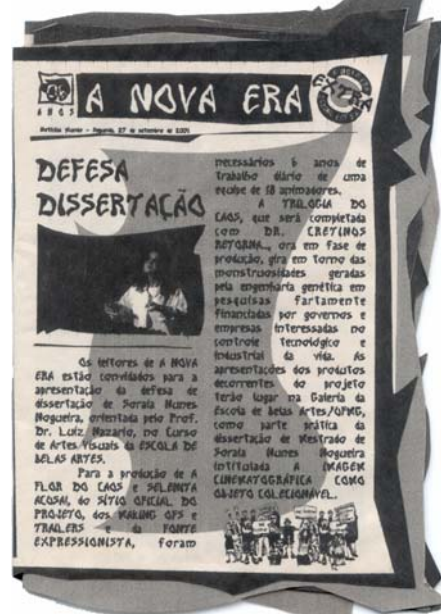 ANOS
A NOVA ERA
EXTRA
DEFESA
DISSERTAÇÃO
Os leitores de A NOVA
ERA estão convidados para a
apresentação da defesa de
dissertação de Soraia Nunes
Nogueira, orientada pelo Prof.
Dr. Luiz Nazario, no Curso
de Artes Visuais da ESCOLA DE
BELAS ARTES.
Para a produção de A
FLOR DO CAOS e SELENITA
ACUSA!, do SÍTIO OFICIAL DO
PROJETO, dos MAKING OFS e
TRAILERS e da FONTE
EXPRESSIONISTA, foram
necessários 6 anos de
trabalho diário de uma
equipe de 18 animadores.
A TRILOGIA DO
CAOS, que será completada
com DR. CRETINUS
RETORNA..., ora em fase de
produção, gira em torno das
monstruosidades geradas
pela engenharia genética em
pesquisas fartamente
financiadas por governos e
empresas interessadas no
controle tecnológico e
industrial da vida. As
apresentações dos produtos
decorrentes do projeto
terão lugar na Galeria da
Escola de Belas Artes/UFMG,
como parte prática da
dissertação de Mestrado de
Soraia Nunes Nogueira
intitulada A IMAGEM
CINEMATOGRÁFICA COMO
OBJETO COLECIONÁVEL.